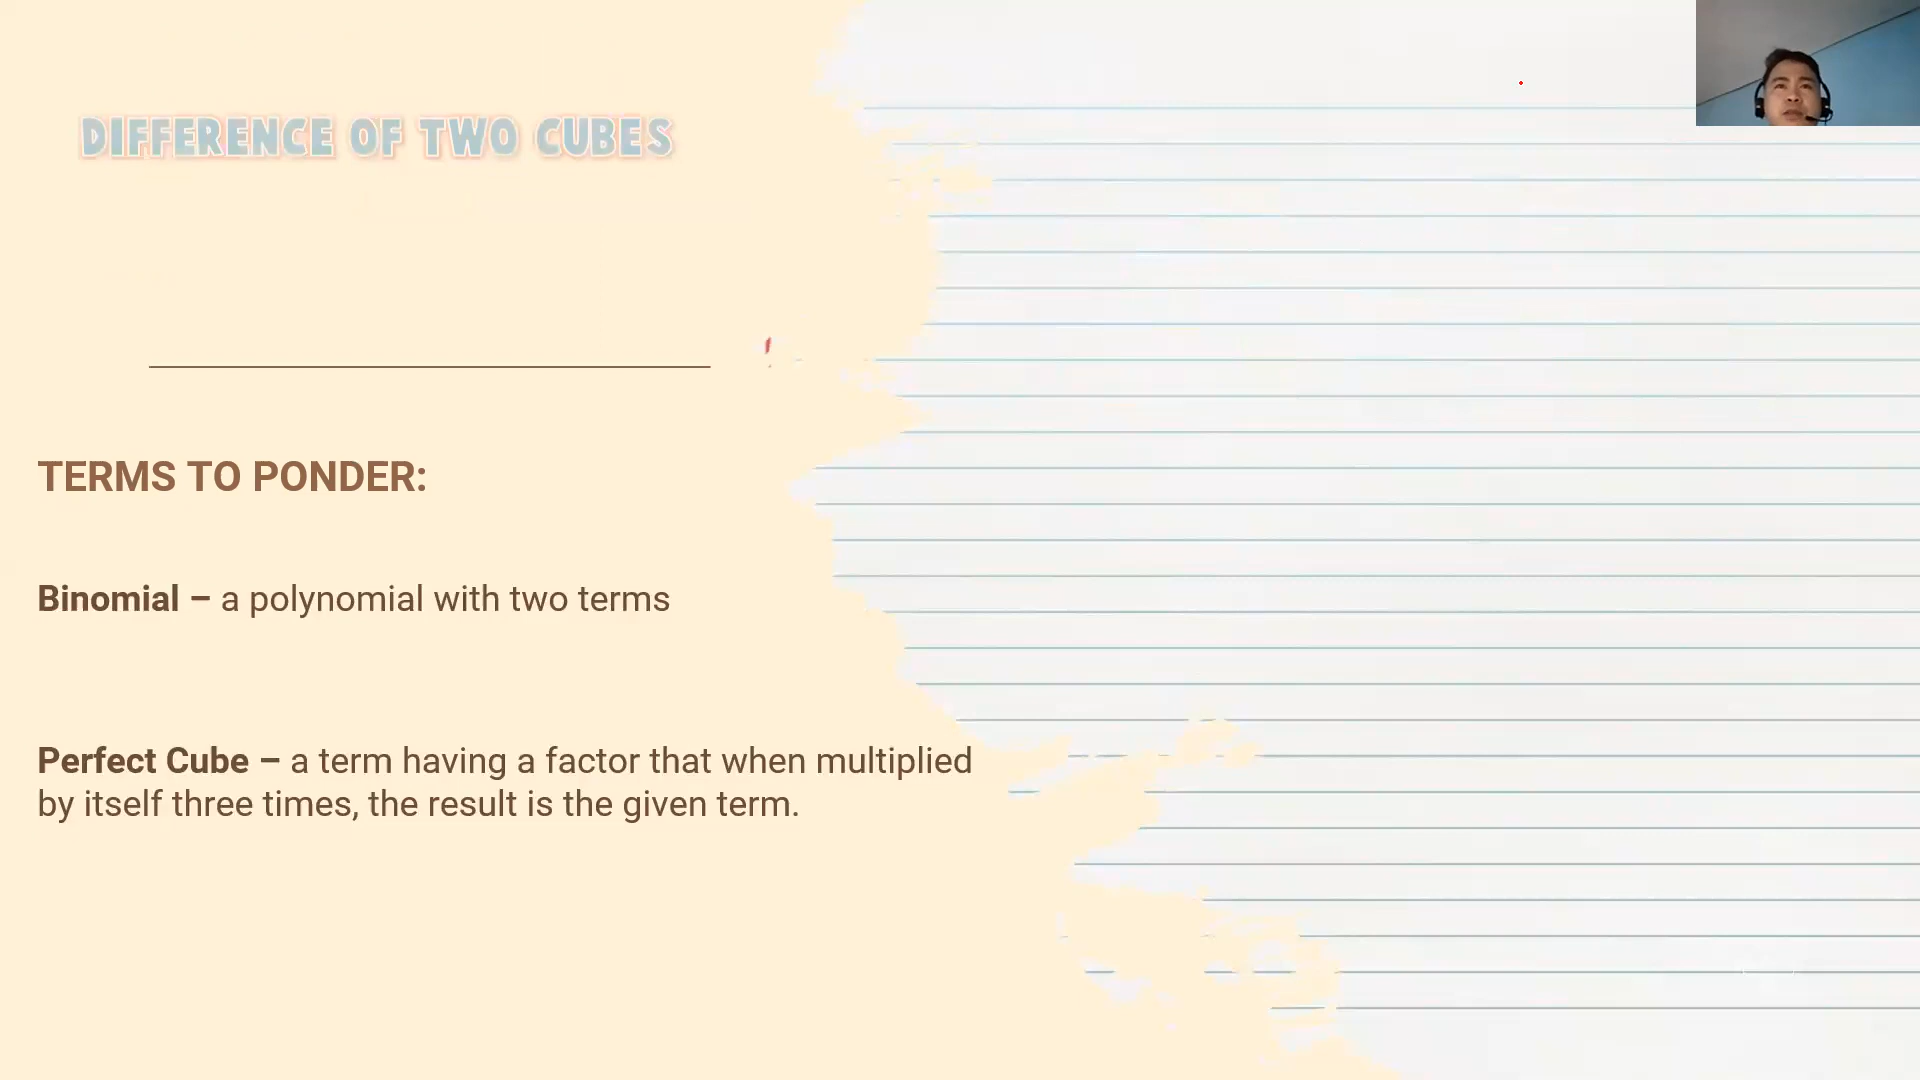 DIFFERENCE OF TWO CUBES
TERMS TO PONDER:
Binomial – a polynomial with two terms
Perfect Cube – a term having a factor that when multiplied
by itself three times, the result is the given term.